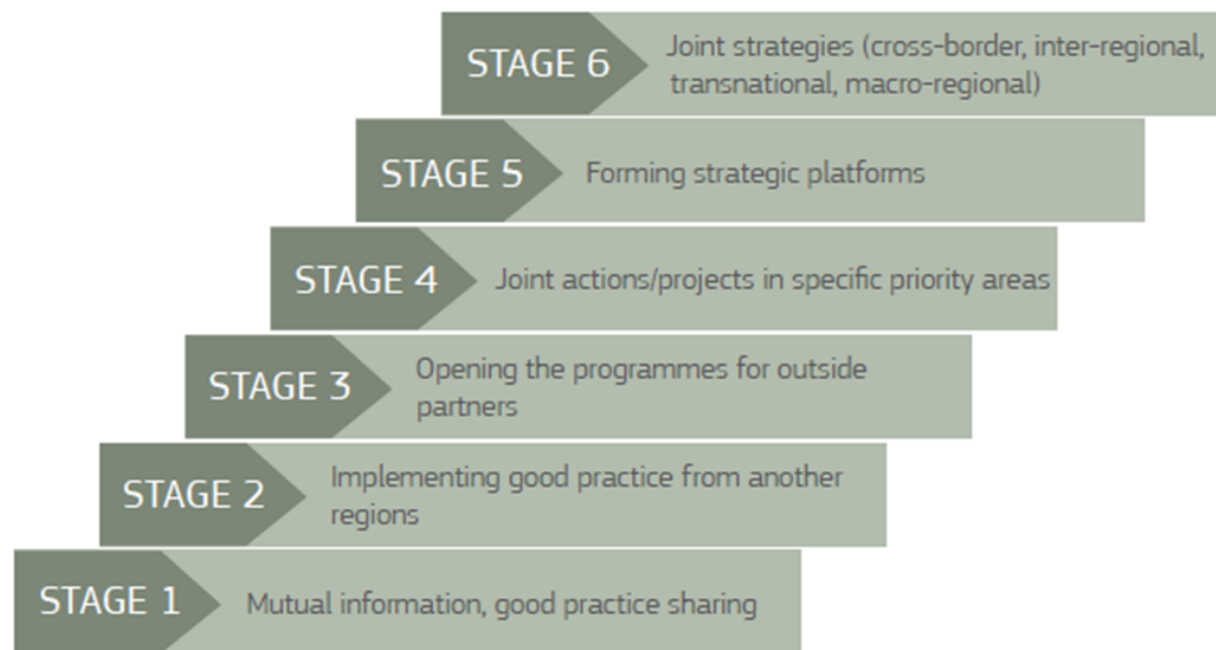 STAGE 6
Joint strategies (cross-border, inter-regional,
transnational, macro-regional)
STAGE 5
Forming strategic platforms
STAGE 4
Joint actions/projects in specific priority areas
STAGE 3
Opening the programmes for outside
partners
STAGE 2
Implementing good practice from another
regions
STAGE 1
Mutual information, good practice sharing